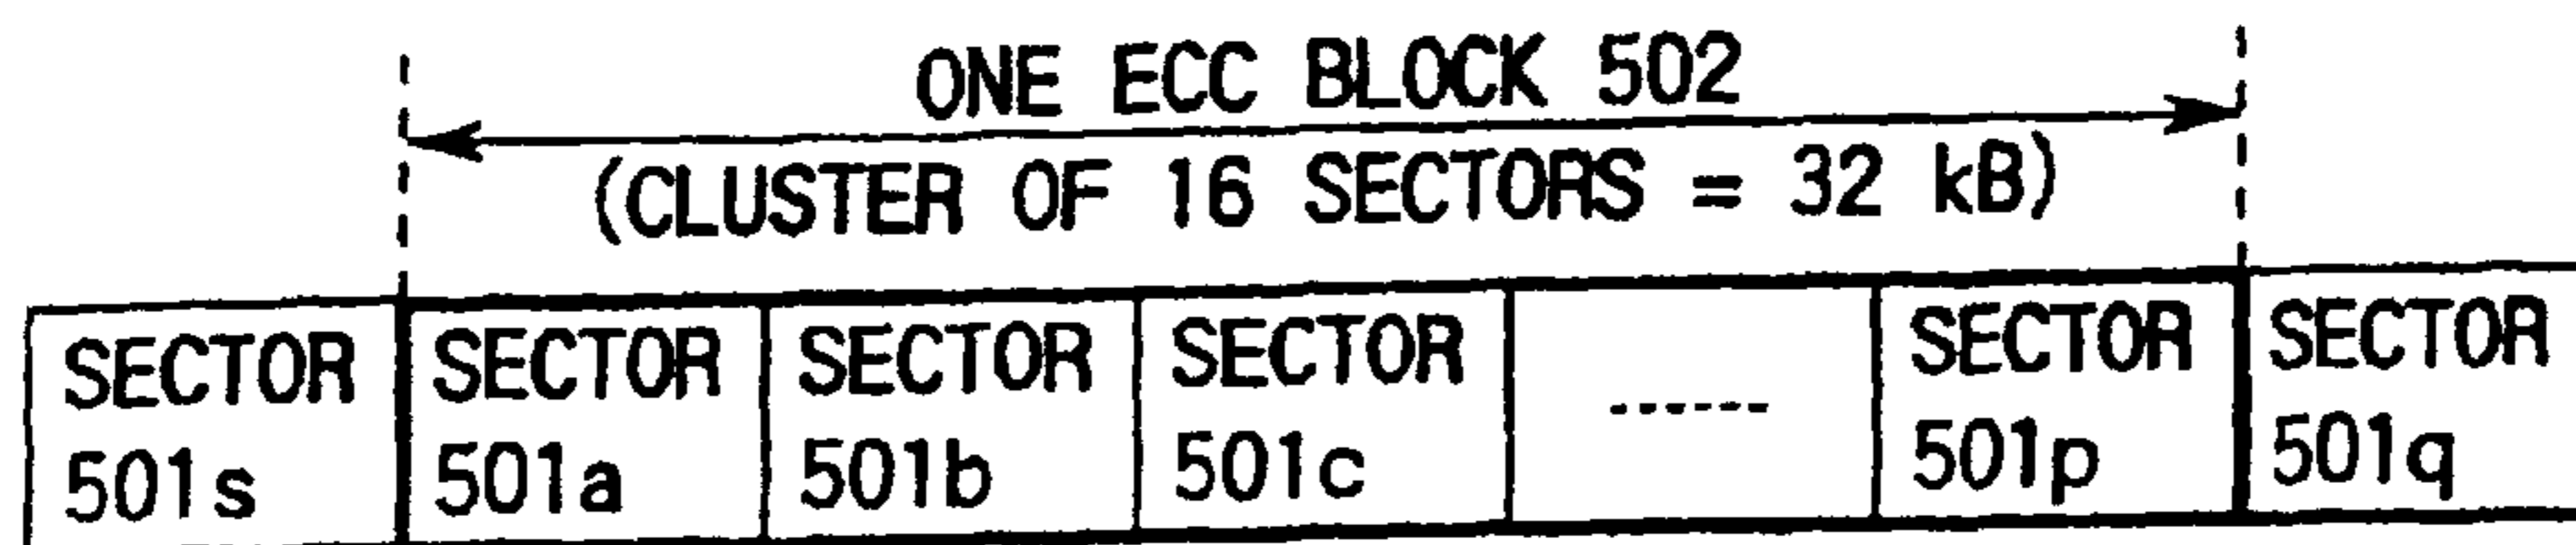 ONE ECC BLOCK 502
(CLUSTER OF 16 SECTORS = 32 kB)
SECTOR SECTOR SECTOR SECTOR ------ SECTOR SECTOR
501s 501a 501b 501c 501p 501q